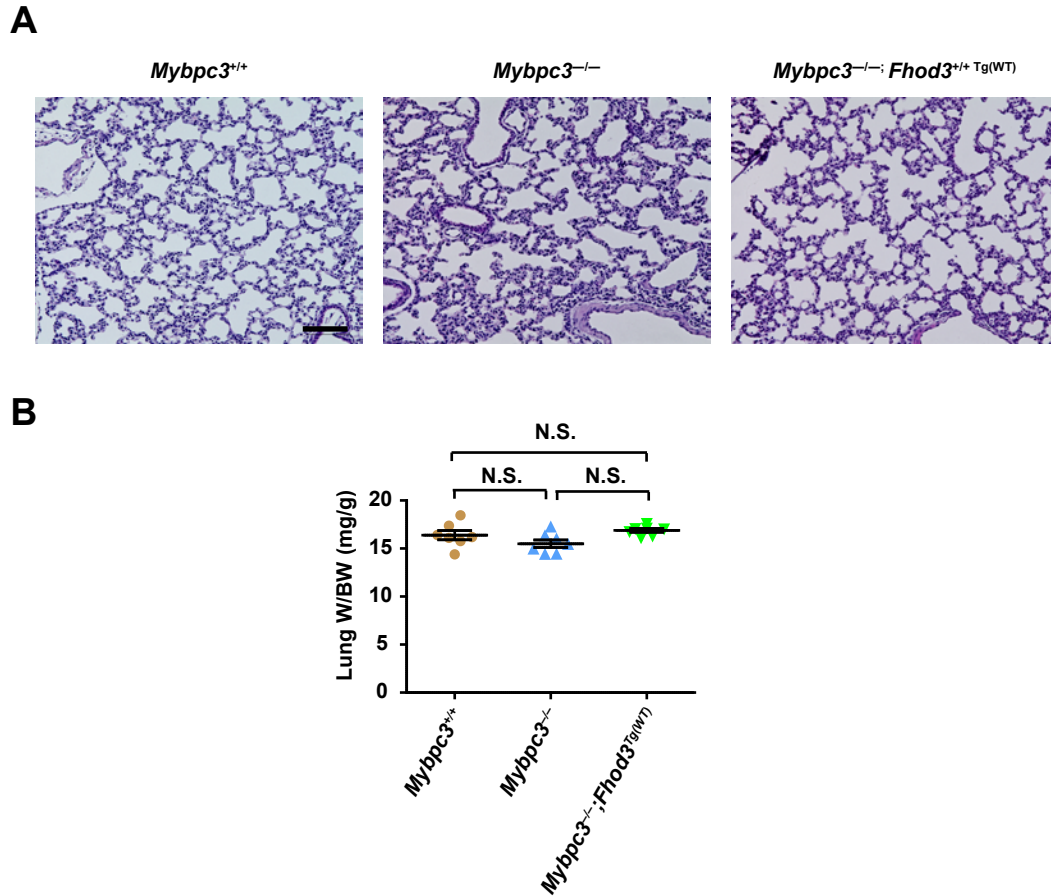 A
Mybpc3+/+
Mybpc3—/—
Mybpc3—/—; Fhod3+/+ Tg(WT)
B
N.S.
N.S.
N.S.
Lung W/BW (mg/g)
20
15
10
5
0
Mybpc3+/+
Mybpc3–/–
Mybpc3–/–;Fhod3Tg(WT)